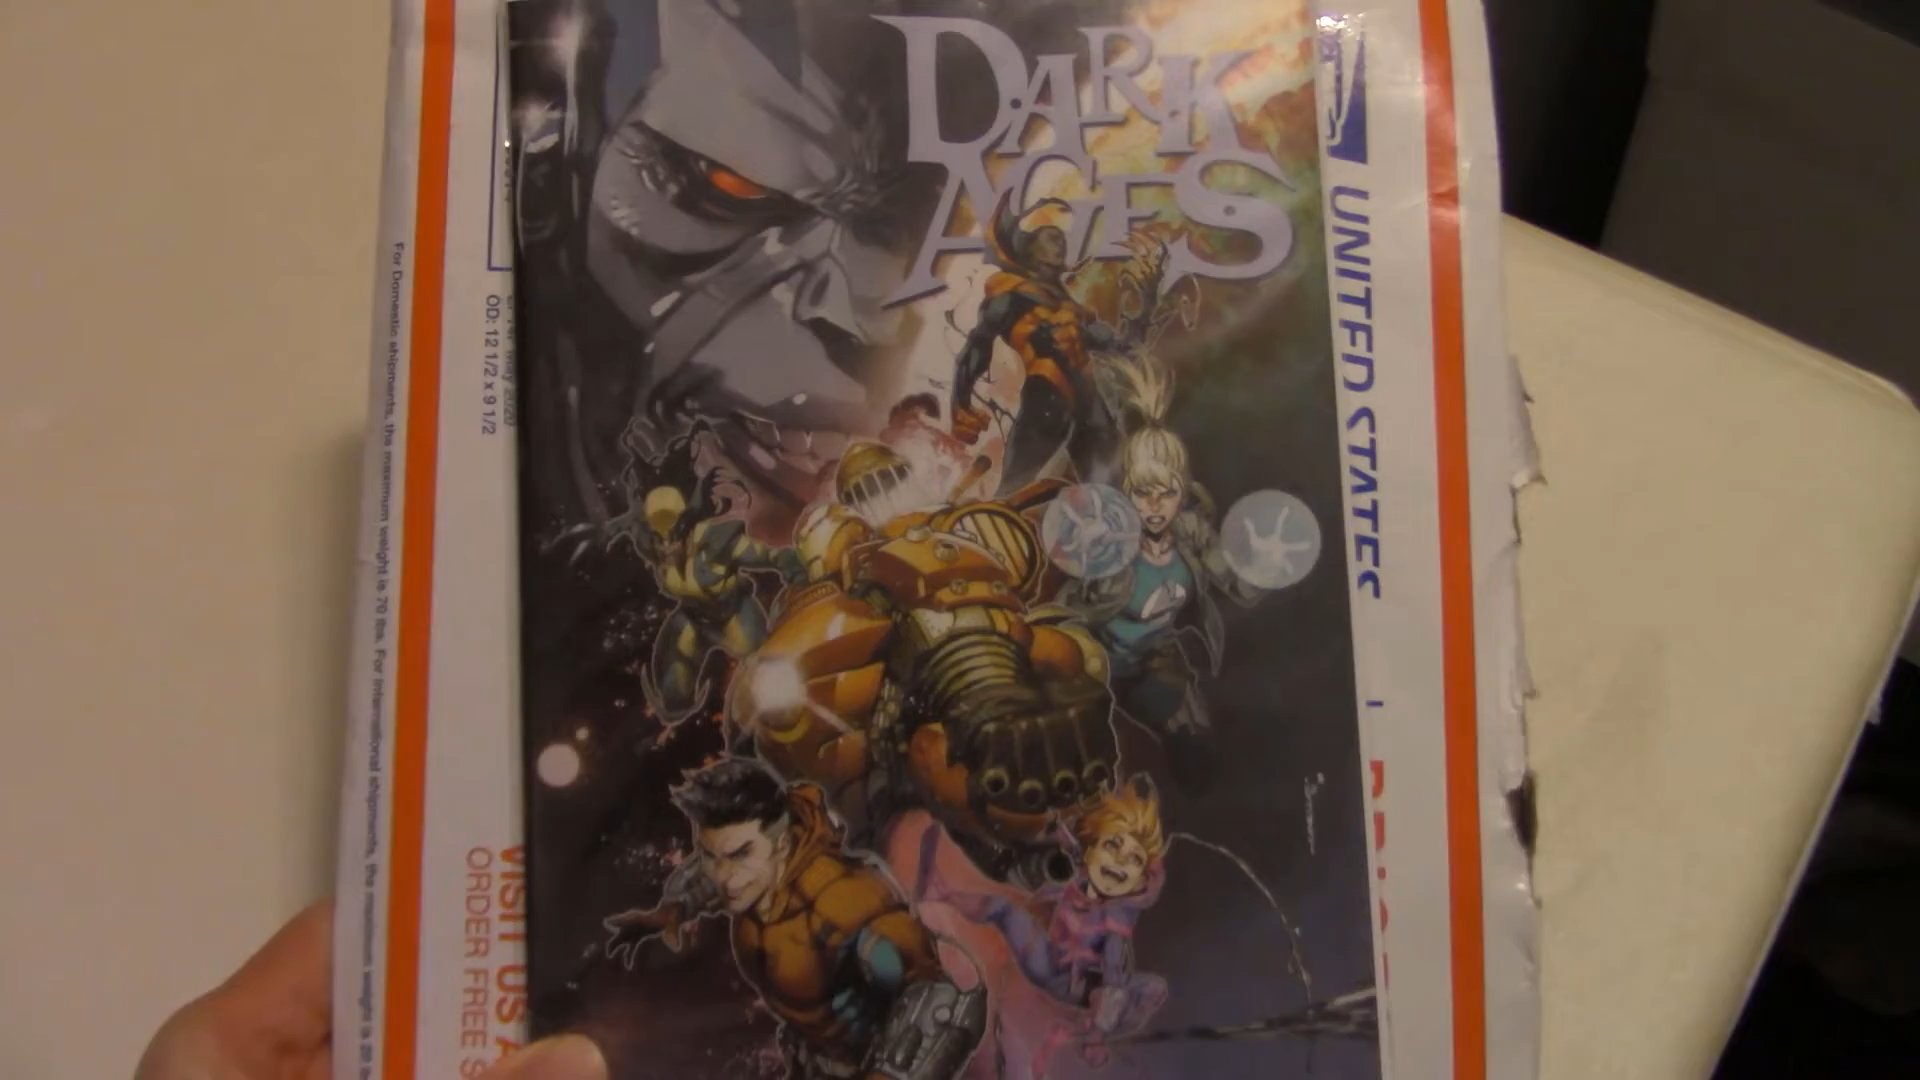 DARK
AGES
UNITED STATES
OD: 12 1/2 x 9 1/2
For Domestic shipments, the maximum weight is 70 lbs. For international shipments, the maximum weight is
VISIT US
ORDER FREE S